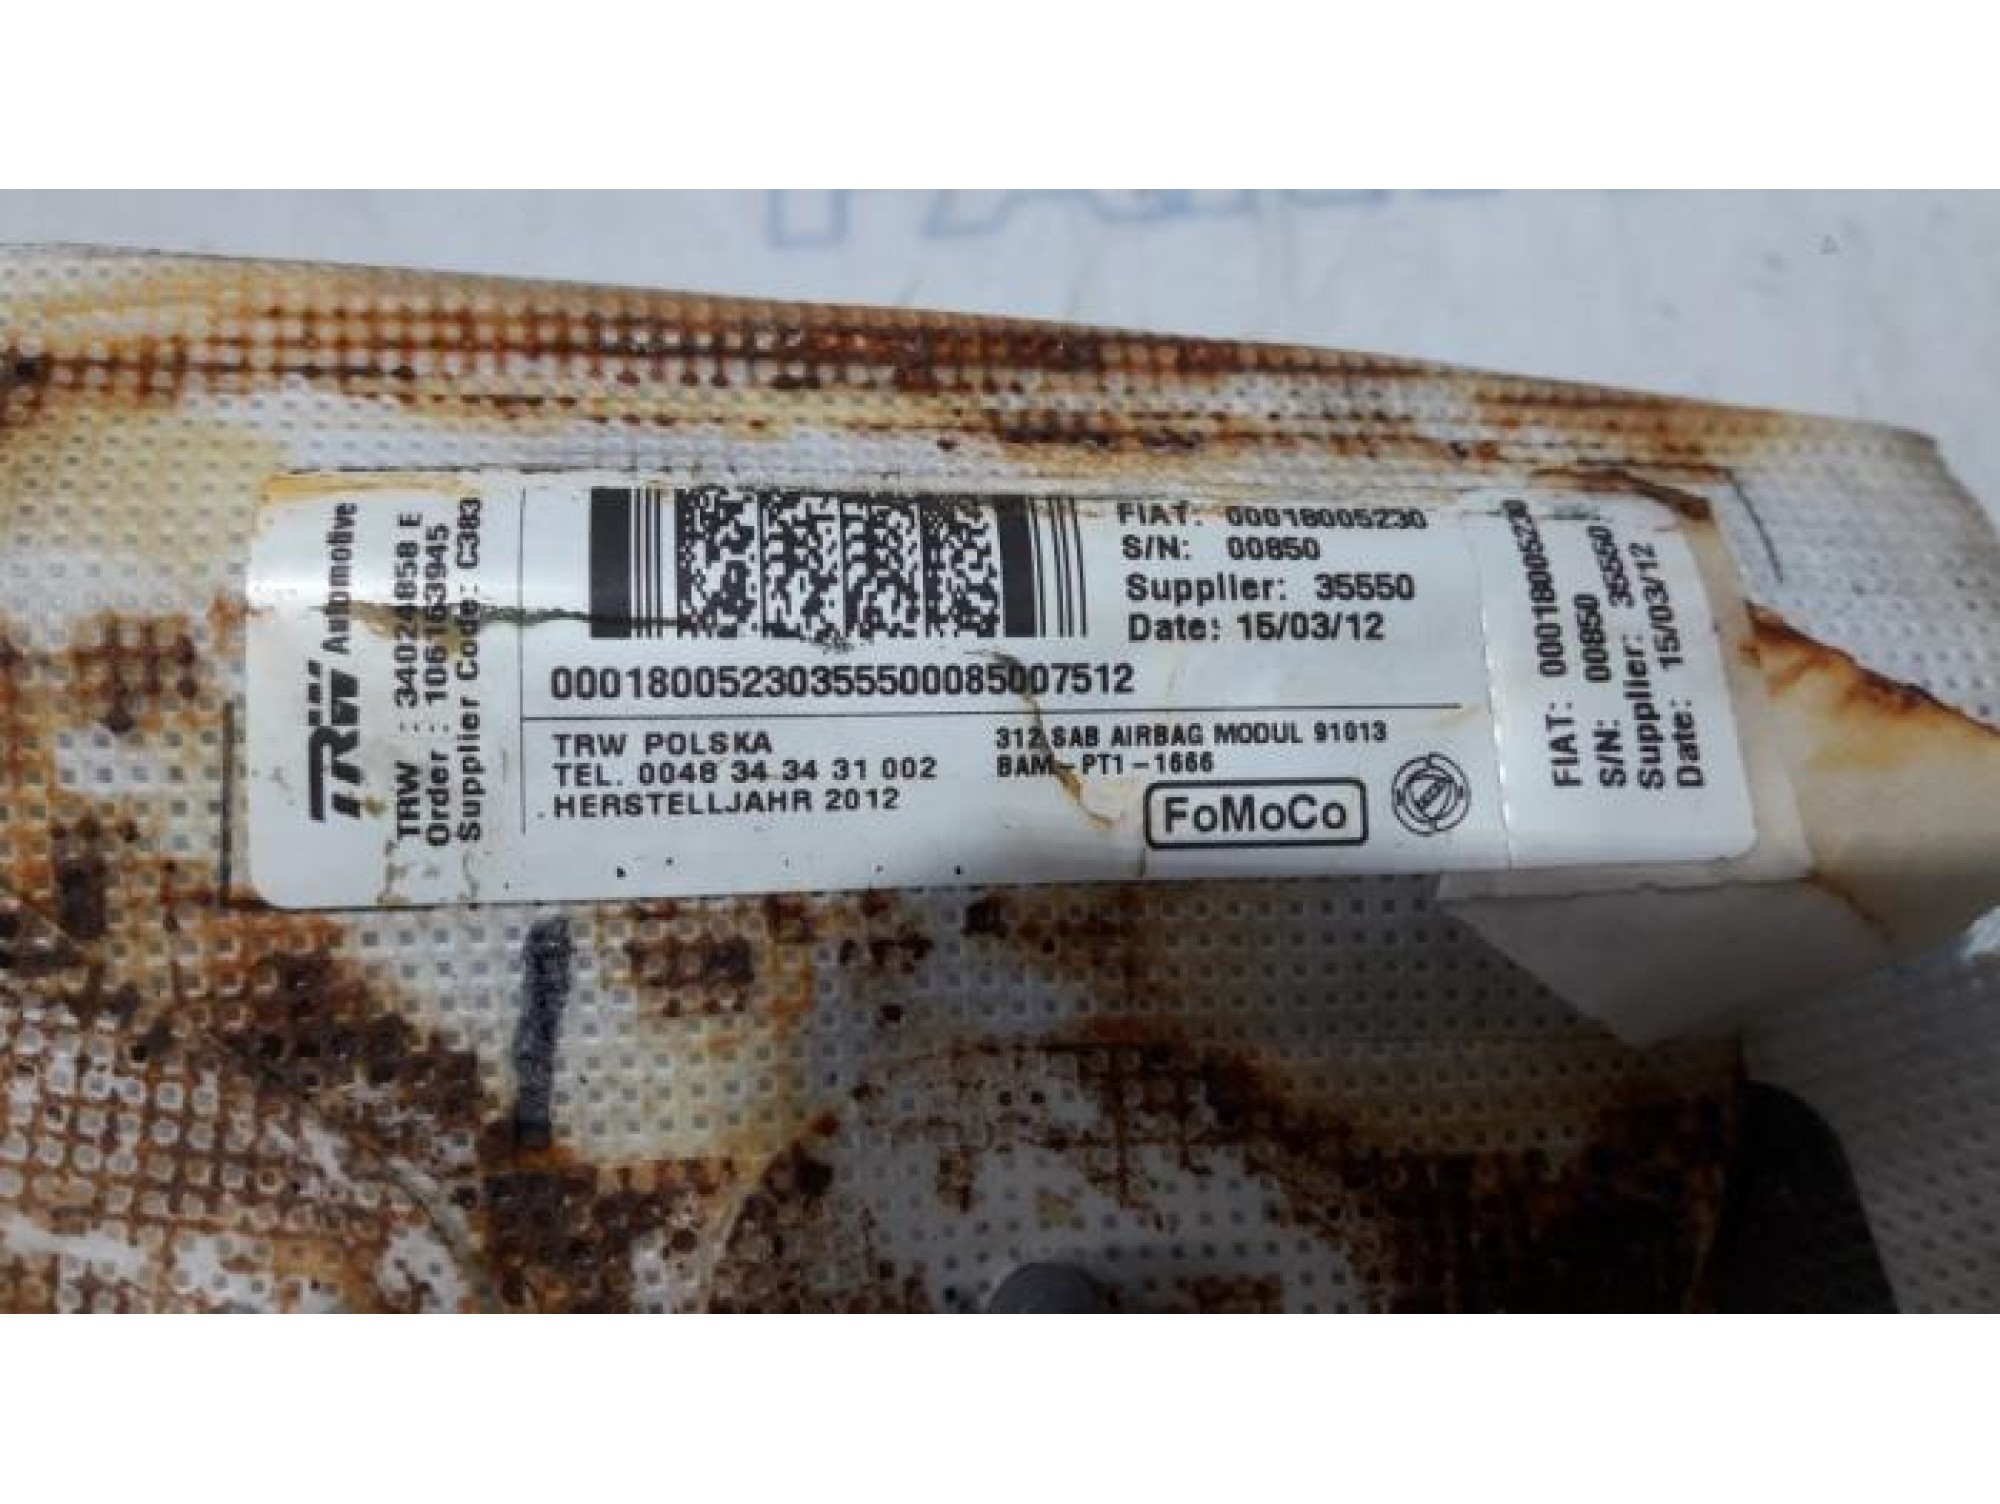 TRW Automotive
TRW : 34024858 E
Order : 106163945
Supplier Code: C383
FIAT: 00018005230
S/N: 00850
Supplier: 35550
Date: 15/03/12
00018005230355500085007512
TRW POLSKA
TEL. 0048 34 34 31 002
HERSTELLJAHR 2012
312 SAB AIRBAG MODUL 91013
BAM-PT1-1666
FoMoCo
FIAT: 00018005230
S/N: 00850
Supplier: 35550
Date: 15/03/12